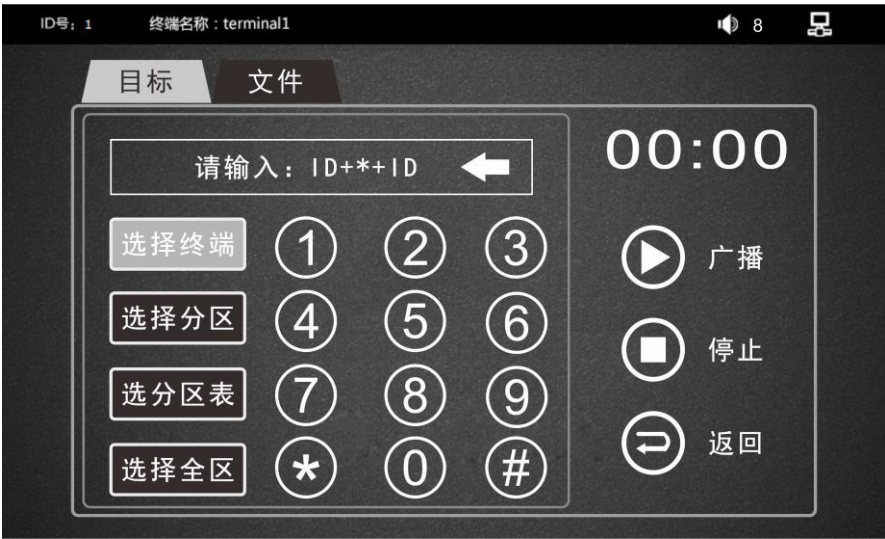 ID号：1 终端名称：terminal1 8
目标 文件
请输入：ID+*+ID
00:00
选择终端 1 2 3
广播
选择分区 4 5 6
停止
选分区表 7 8 9
返回
选择全区 * 0 #